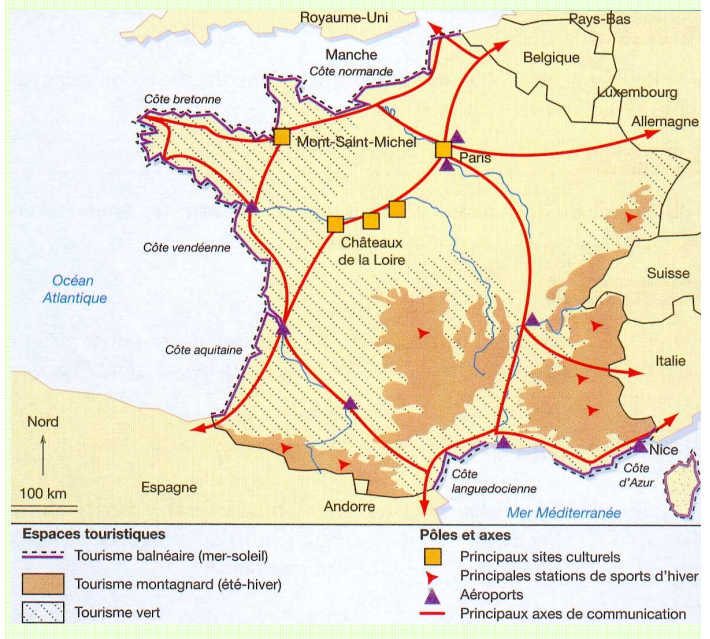 Royaume-Uni
Pays-Bas
Manche
Belgique
Côte normande
Luxembourg
Côte bretonne
Allemagne
Mont-Saint-Michel
Paris
Côte vendéenne
Châteaux
de la Loire
Océan
Atlantique
Suisse
Côte aquitaine
Italie
Nord
100 km
Espagne
Andorre
Côte
languedocienne
Nice
Côte
d'Azur
Mer Méditerranée
Espaces touristiques
Tourisme balnéaire (mer-soleil)
Tourisme montagnard (été-hiver)
Tourisme vert
Pôles et axes
Principaux sites culturels
Principales stations de sports d'hiver
Aéroports
Principaux axes de communication